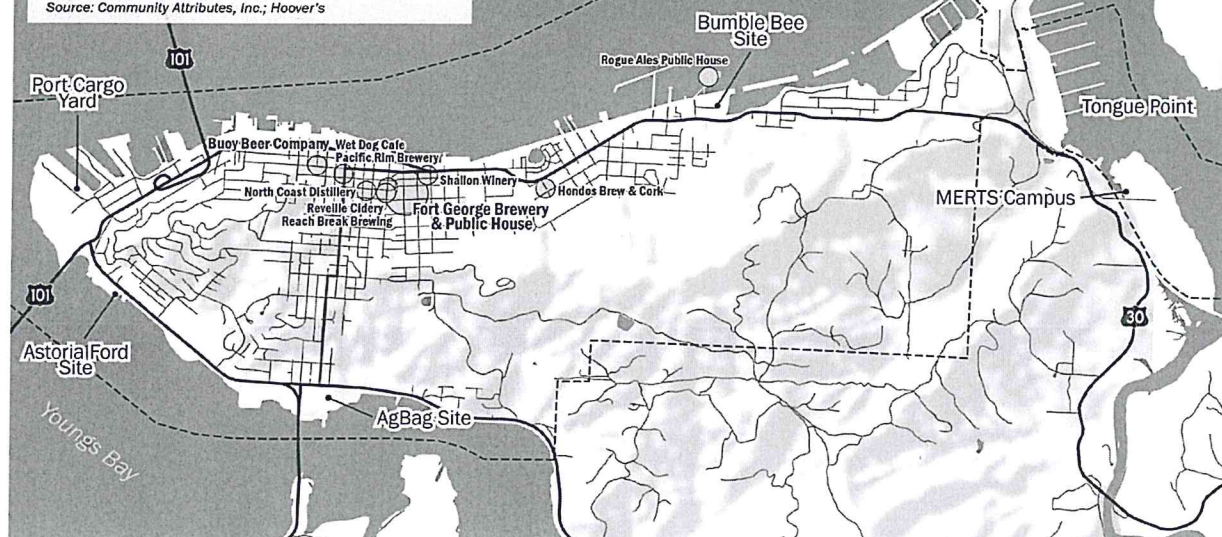 Source: Community Attributes, Inc.; Hoover's
101
Port Cargo
Yard
Bumble Bee
Site
Rogue Ales Public House
Tongue Point
Buoy Beer Company
Wet Dog Cafe
Pacific Rim Brewery
Shallon Winery
North Coast Distillery
Hondos Brew & Cork
Reveille Cidery
Reach Break Brewing
Fort George Brewery
& Public House
MERTS Campus
101
30
Astoria Ford
Site
AgBag Site
Youngs Bay